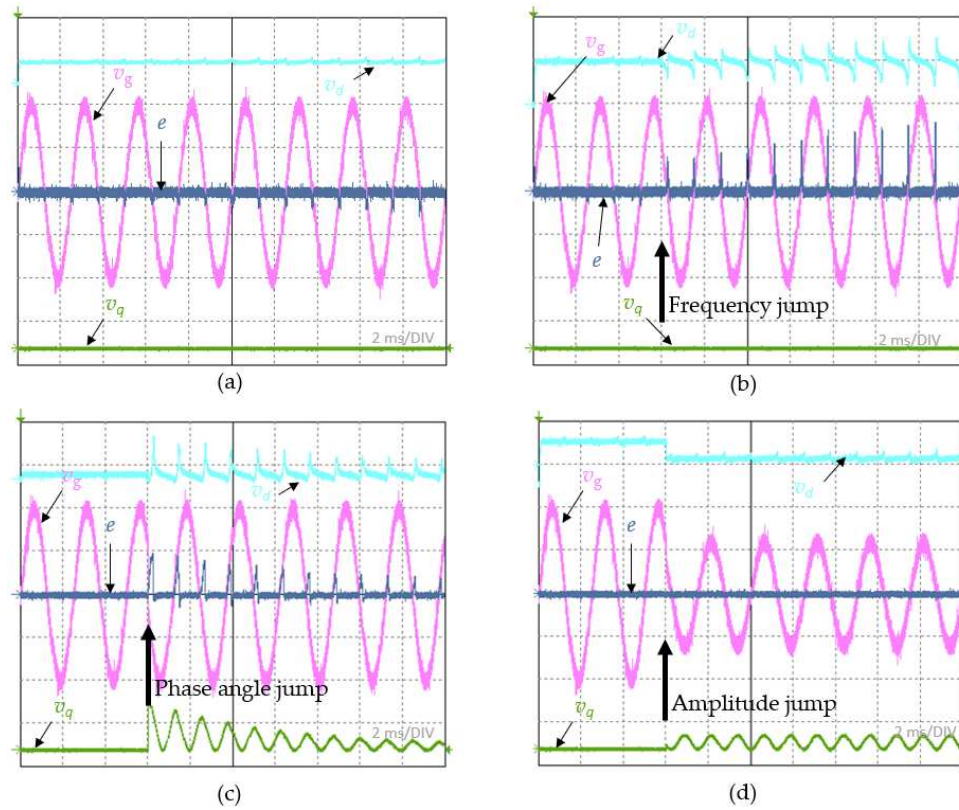 v_d
v_g
e
v_q
2 ms/DIV
(a)
v_d
v_g
e
Frequency jump
v_q
2 ms/DIV
(b)
v_g
v_d
e
Phase angle jump
v_q
2 ms/DIV
(c)
v_g
v_d
e
Amplitude jump
v_q
2 ms/DIV
(d)